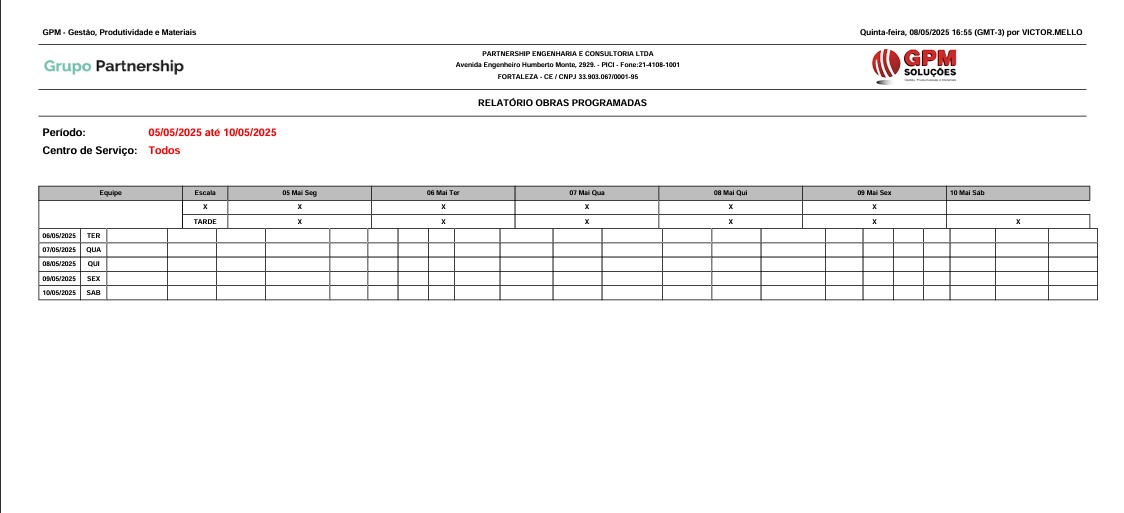 GPM - Gestão, Produtividade e Materiais
Quinta-feira, 08/05/2025 16:55 (GMT-3) por VICTOR.MELLO
Grupo Partnership
PARTNERSHIP ENGENHARIA E CONSULTORIA LTDA
Avenida Engenheiro Humberto Monte, 2929. - PICI - Fone:21-4108-1001
FORTALEZA - CE / CNPJ 33.903.067/0001-95
GPM
SOLUÇÕES
RELATÓRIO OBRAS PROGRAMADAS
Período: 05/05/2025 até 10/05/2025
Centro de Serviço: Todos
Equipe Escala 05 Mai Seg 06 Mai Ter 07 Mai Qua 08 Mai Qui 09 Mai Sex 10 Mai Sáb
X X X X X X
TARDE X X X X X X
06/05/2025 TER
07/05/2025 QUA
08/05/2025 QUI
09/05/2025 SEX
10/05/2025 SAB